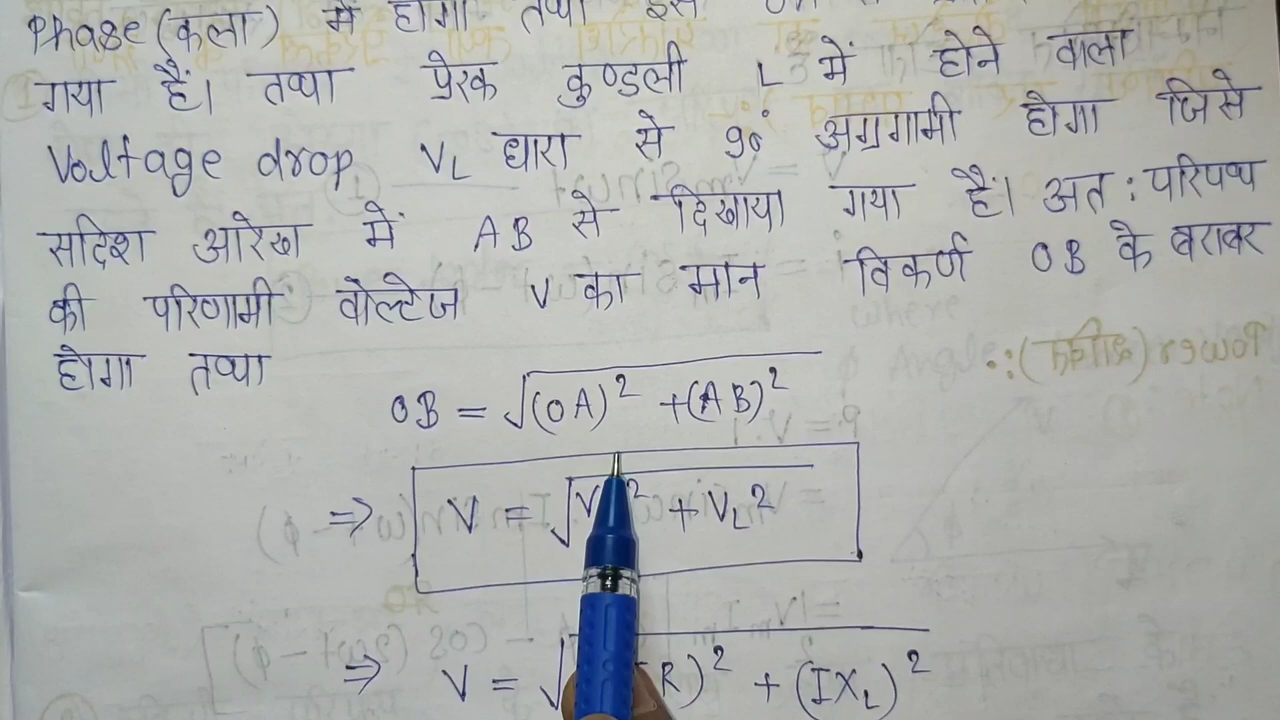 Phase (कला) में होगा तथा इसे
गया है। तथा प्रेरक कुण्डली L में होने वाला
Voltage drop VL धारा से 90° अग्रगामी होगा जिसे
सदिश आरेख में AB से दिखाया गया है। अत: परिपथ
की परिणामी वोल्टेज V का मान विकर्ण OB के बराबर
होगा तथा
OB = √(OA)² + (AB)²
⇒ V = √V ² + VL²
⇒ V = √ R)² + (IXL)²